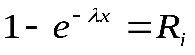 1 - e^{- λx} = R_i